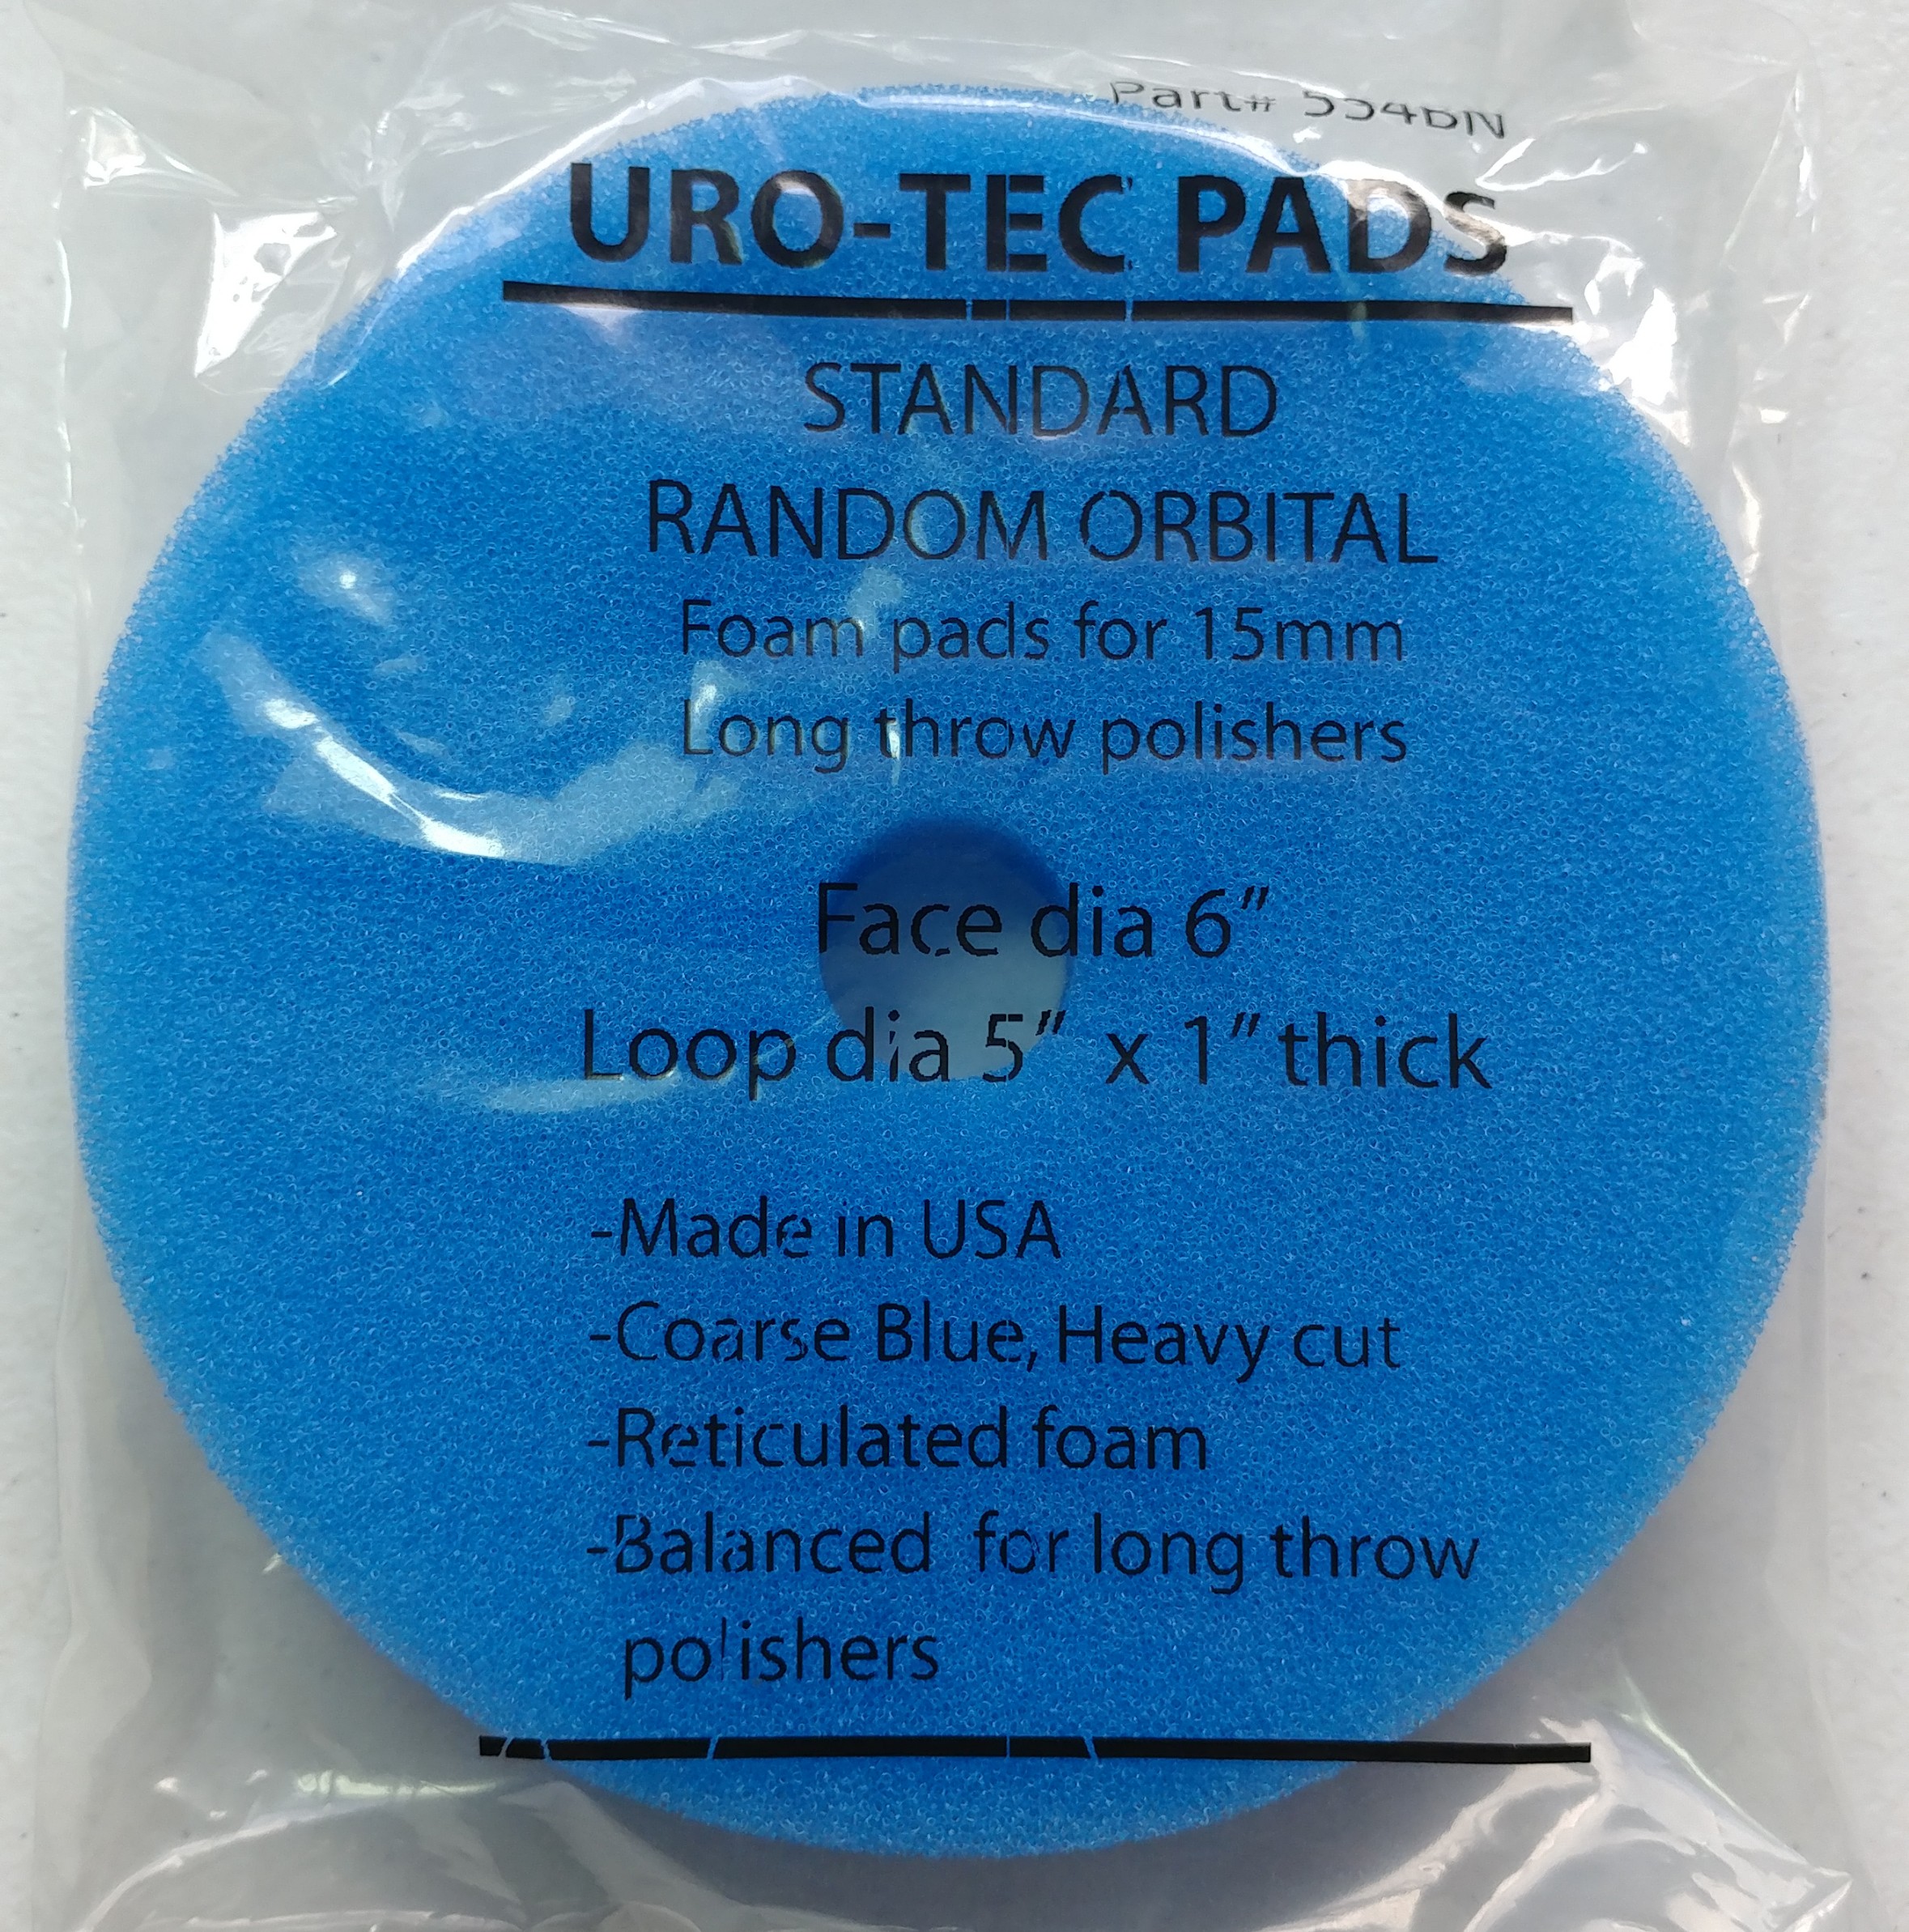 Part# 534BN
URO-TEC PADS
STANDARD
RANDOM ORBITAL
Foam pads for 15mm
Long throw polishers
Face dia 6”
Loop dia 5” x 1” thick
-Made in USA
-Coarse Blue, Heavy cut
-Reticulated foam
-Balanced for long throw
polishers